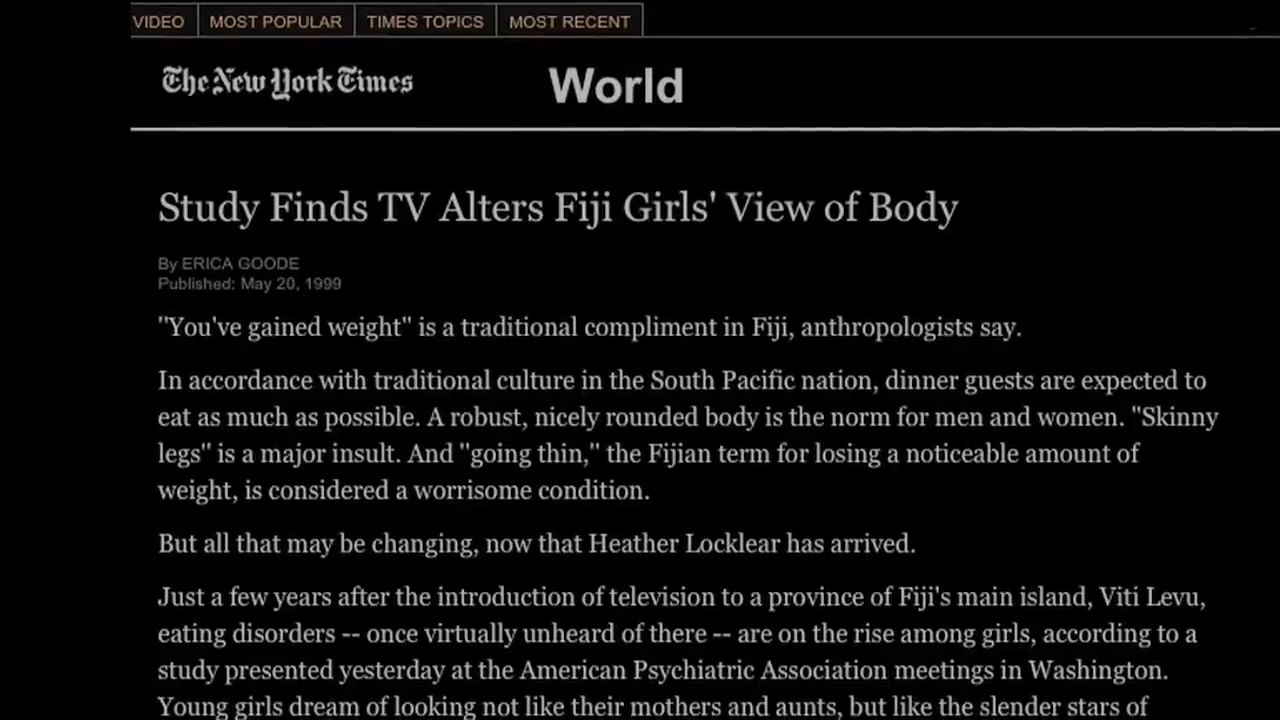 VIDEO MOST POPULAR TIMES TOPICS MOST RECENT
The New York Times World
Study Finds TV Alters Fiji Girls' View of Body
By ERICA GOODE
Published: May 20, 1999
"You've gained weight" is a traditional compliment in Fiji, anthropologists say.
In accordance with traditional culture in the South Pacific nation, dinner guests are expected to
eat as much as possible. A robust, nicely rounded body is the norm for men and women. "Skinny
legs" is a major insult. And "going thin," the Fijian term for losing a noticeable amount of
weight, is considered a worrisome condition.
But all that may be changing, now that Heather Locklear has arrived.
Just a few years after the introduction of television to a province of Fiji's main island, Viti Levu,
eating disorders -- once virtually unheard of there -- are on the rise among girls, according to a
study presented yesterday at the American Psychiatric Association meetings in Washington.
Young girls dream of looking not like their mothers and aunts, but like the slender stars of